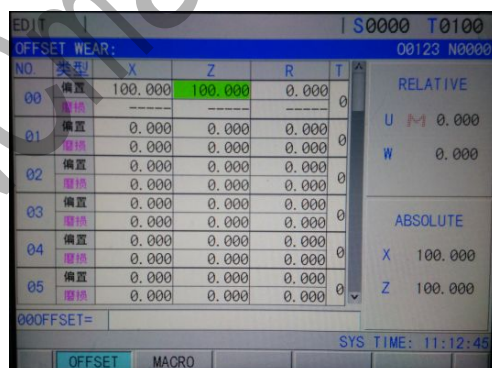 EDIT S0000 T0100
OFFSET WEAR: O0123 N0000
NO. 类型 X Z R T
00 偏置 100.000 100.000 0.000 0
磨损 ----- ----- -----
01 偏置 0.000 0.000 0.000 0
磨损 0.000 0.000 0.000
02 偏置 0.000 0.000 0.000 0
磨损 0.000 0.000 0.000
03 偏置 0.000 0.000 0.000 0
磨损 0.000 0.000 0.000
04 偏置 0.000 0.000 0.000 0
磨损 0.000 0.000 0.000
05 偏置 0.000 0.000 0.000 0
磨损 0.000 0.000 0.000
RELATIVE
U M 0.000
W 0.000
ABSOLUTE
X 100.000
Z 100.000
00OFFSET=
SYS TIME: 11:12:45
OFFSET MACRO